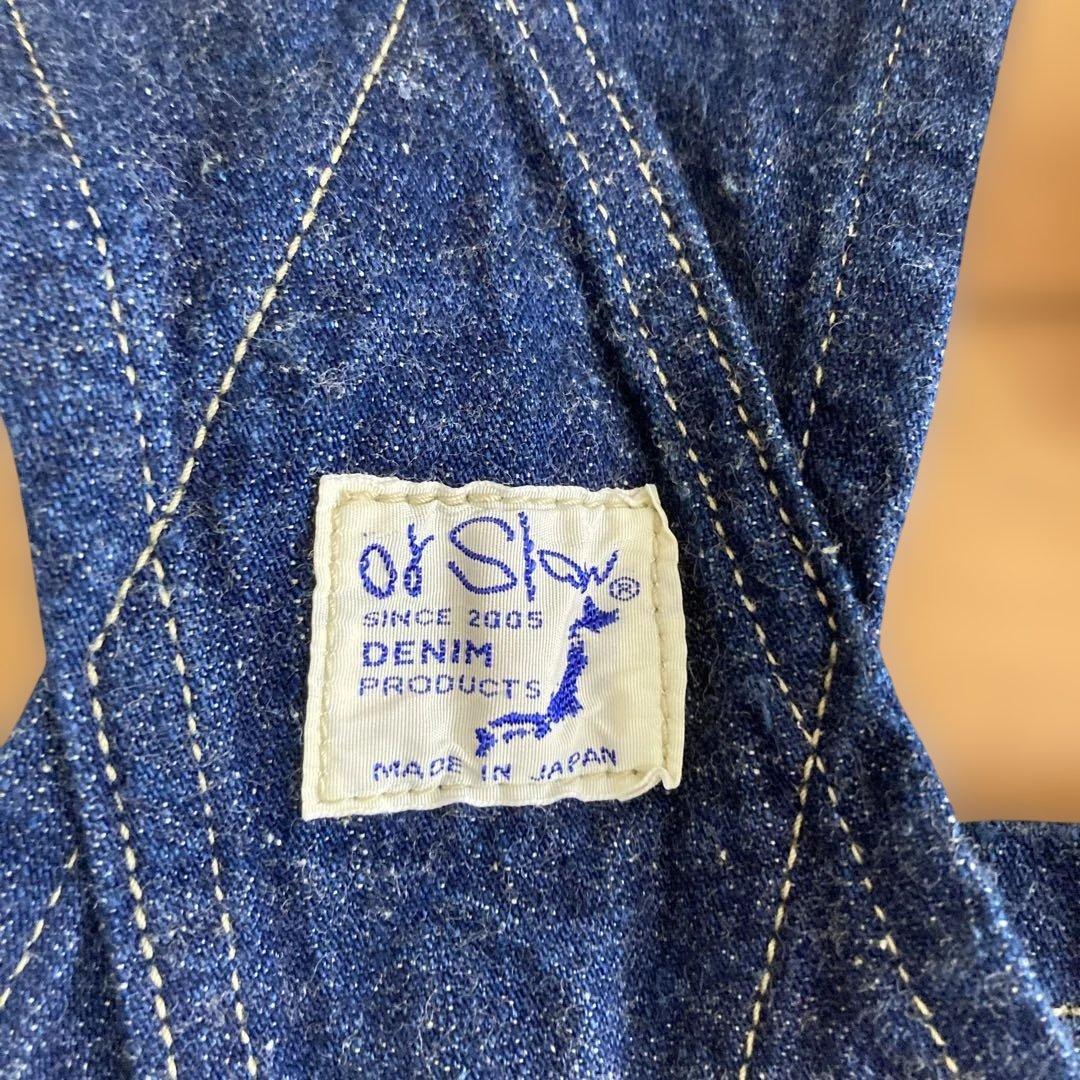 or Slow®
SINCE 2005
DENIM
PRODUCTS
MADE IN JAPAN